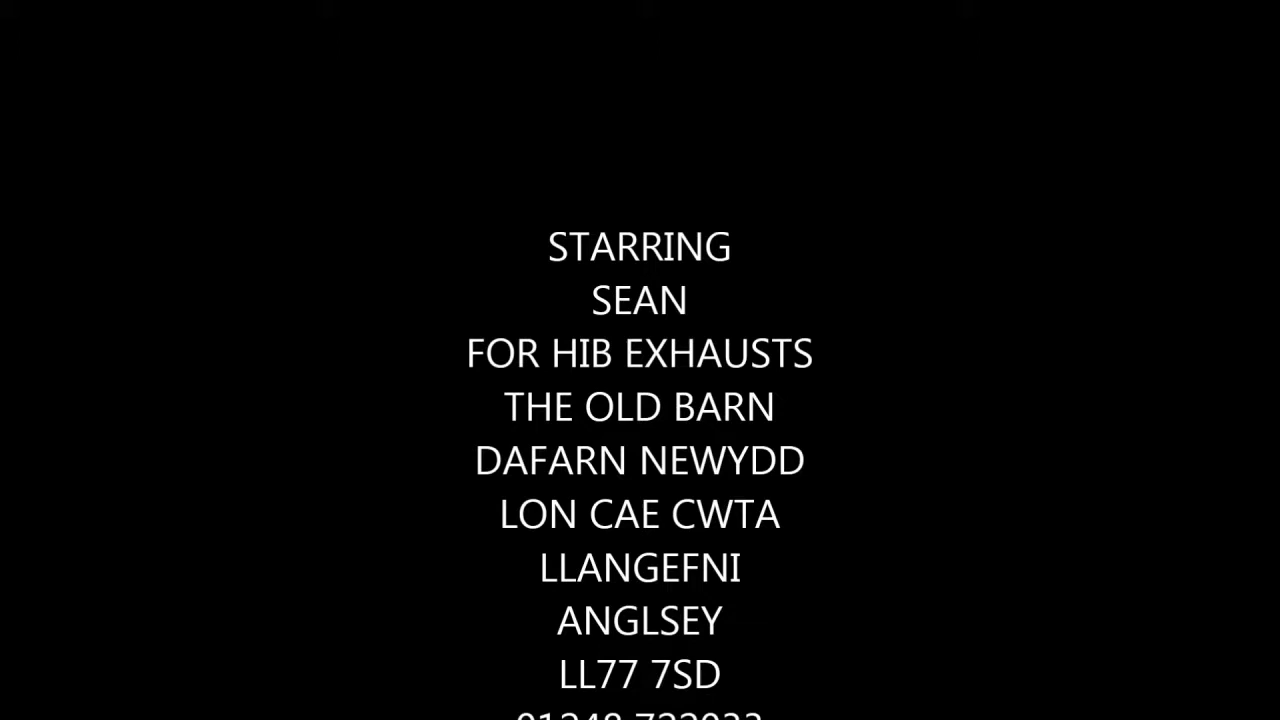 STARRING
SEAN
FOR HIB EXHAUSTS
THE OLD BARN
DAFARN NEWYDD
LON CAE CWTA
LLANGEFNI
ANGLSEY
LL77 7SD